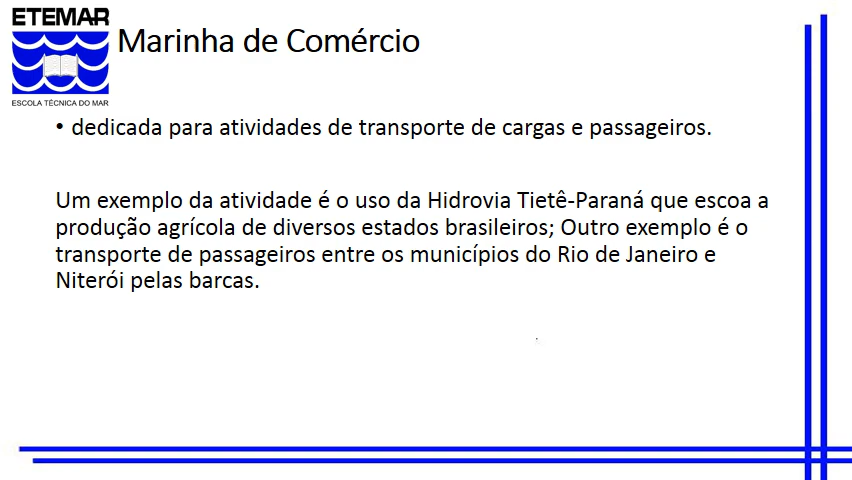 ETEMAR
ESCOLA TÉCNICA DO MAR
Marinha de Comércio
• dedicada para atividades de transporte de cargas e passageiros.
Um exemplo da atividade é o uso da Hidrovia Tietê-Paraná que escoa a
produção agrícola de diversos estados brasileiros; Outro exemplo é o
transporte de passageiros entre os municípios do Rio de Janeiro e
Niterói pelas barcas.